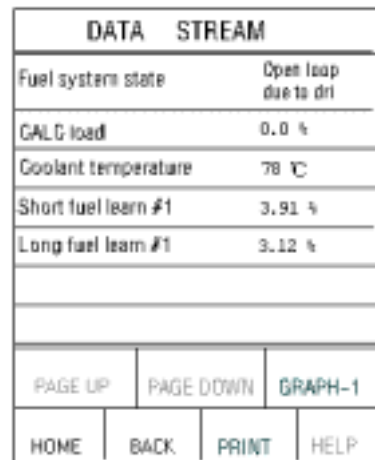 DATA STREAM
Fuel system state Open loop
due to dri
CALC load 0.0 %
Coolant temperature 78 ℃
Short fuel learn #1 3.91 %
Long fuel learn #1 3.12 %
PAGE UP PAGE DOWN GRAPH-1
HOME BACK PRINT HELP